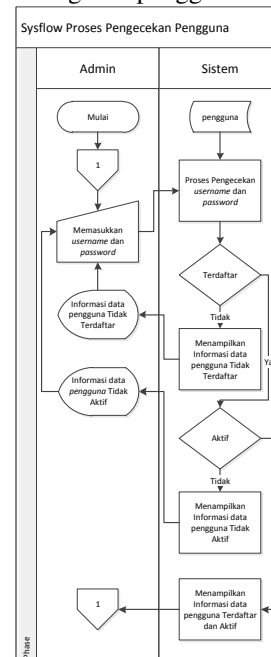 Sysflow Proses Pengecekan Pengguna
Admin
Sistem
Mulai
pengguna
1
Proses Pengecekan
username dan
password
Memasukkan
username dan
password
Terdaftar
Tidak
Informasi data
pengguna Tidak
Terdaftar
Menampilkan
Informasi data
pengguna Tidak
Terdaftar
Ya
Informasi data
pengguna Tidak
Aktif
Aktif
Tidak
Menampilkan
Informasi data
pengguna Tidak
Aktif
1
Menampilkan
Informasi data
pengguna Terdaftar
dan Aktif
Phase